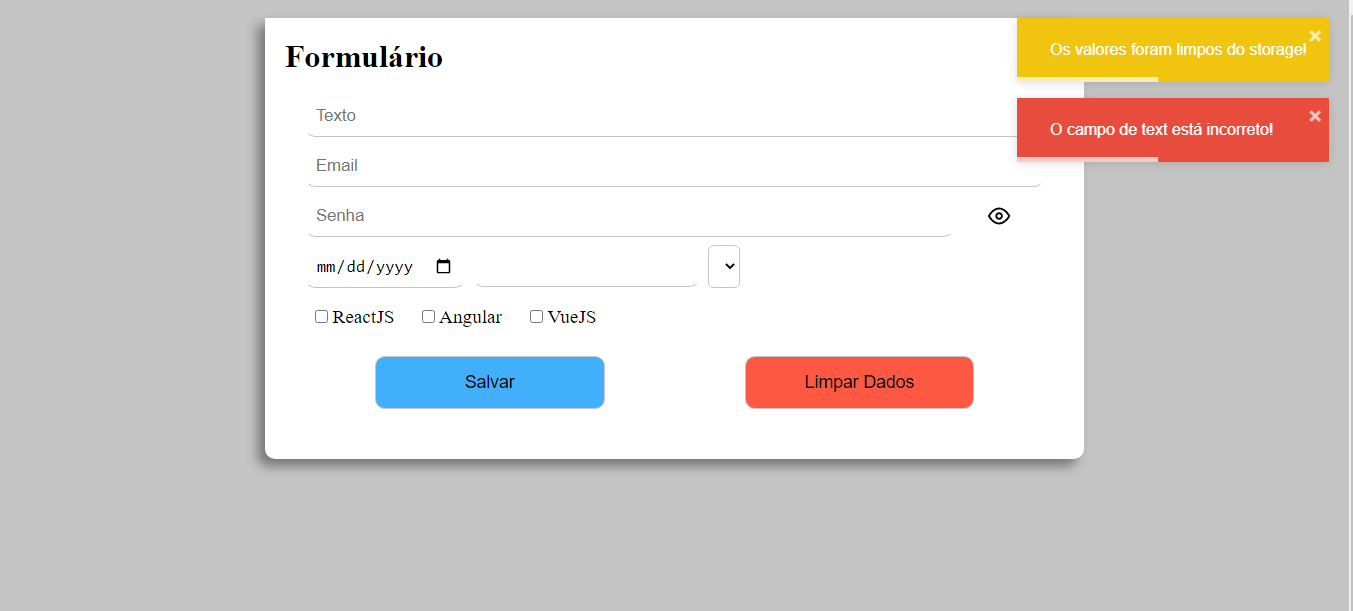 Formulário
Os valores foram limpos do storage!
×
O campo de text está incorreto!
×
Texto
Email
Senha
mm/dd/yyyy
ReactJS Angular VueJS
Salvar Limpar Dados